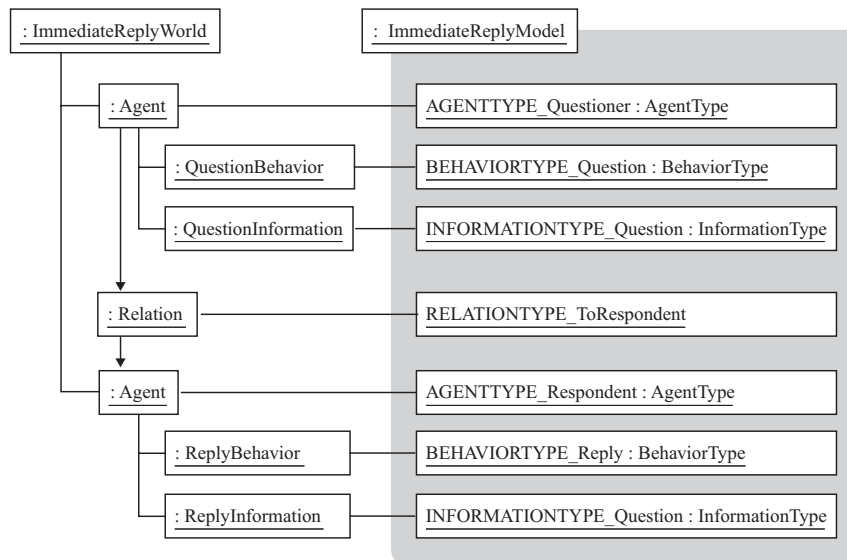 : ImmediateReplyWorld
: ImmediateReplyModel
: Agent
AGENTTYPE_Questioner : AgentType
: QuestionBehavior
BEHAVIORTYPE_Question : BehaviorType
: QuestionInformation
INFORMATIONTYPE_Question : InformationType
: Relation
RELATIONTYPE_ToRespondent
: Agent
AGENTTYPE_Respondent : AgentType
: ReplyBehavior
BEHAVIORTYPE_Reply : BehaviorType
: ReplyInformation
INFORMATIONTYPE_Question : InformationType